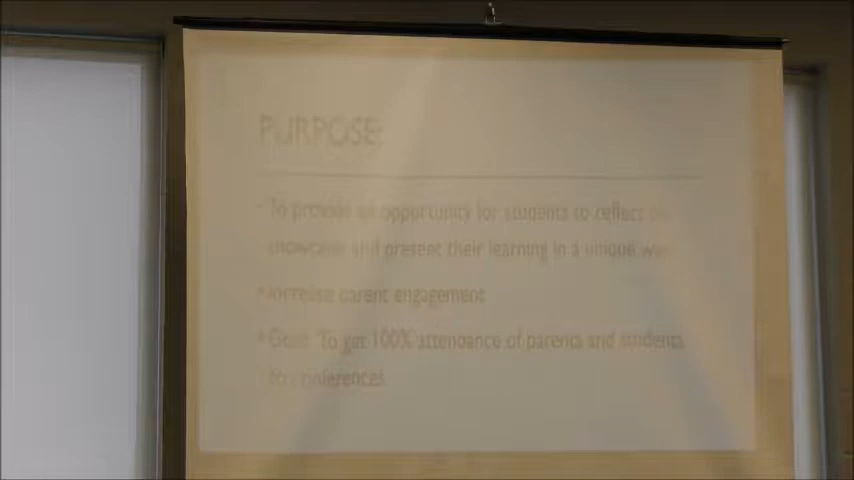 PURPOSE:
• To provide an opportunity for students to reflect on,
showcase and present their learning in a unique way
• Increase parent engagement
• Goal: To get 100% attendance of parents and students
to conferences